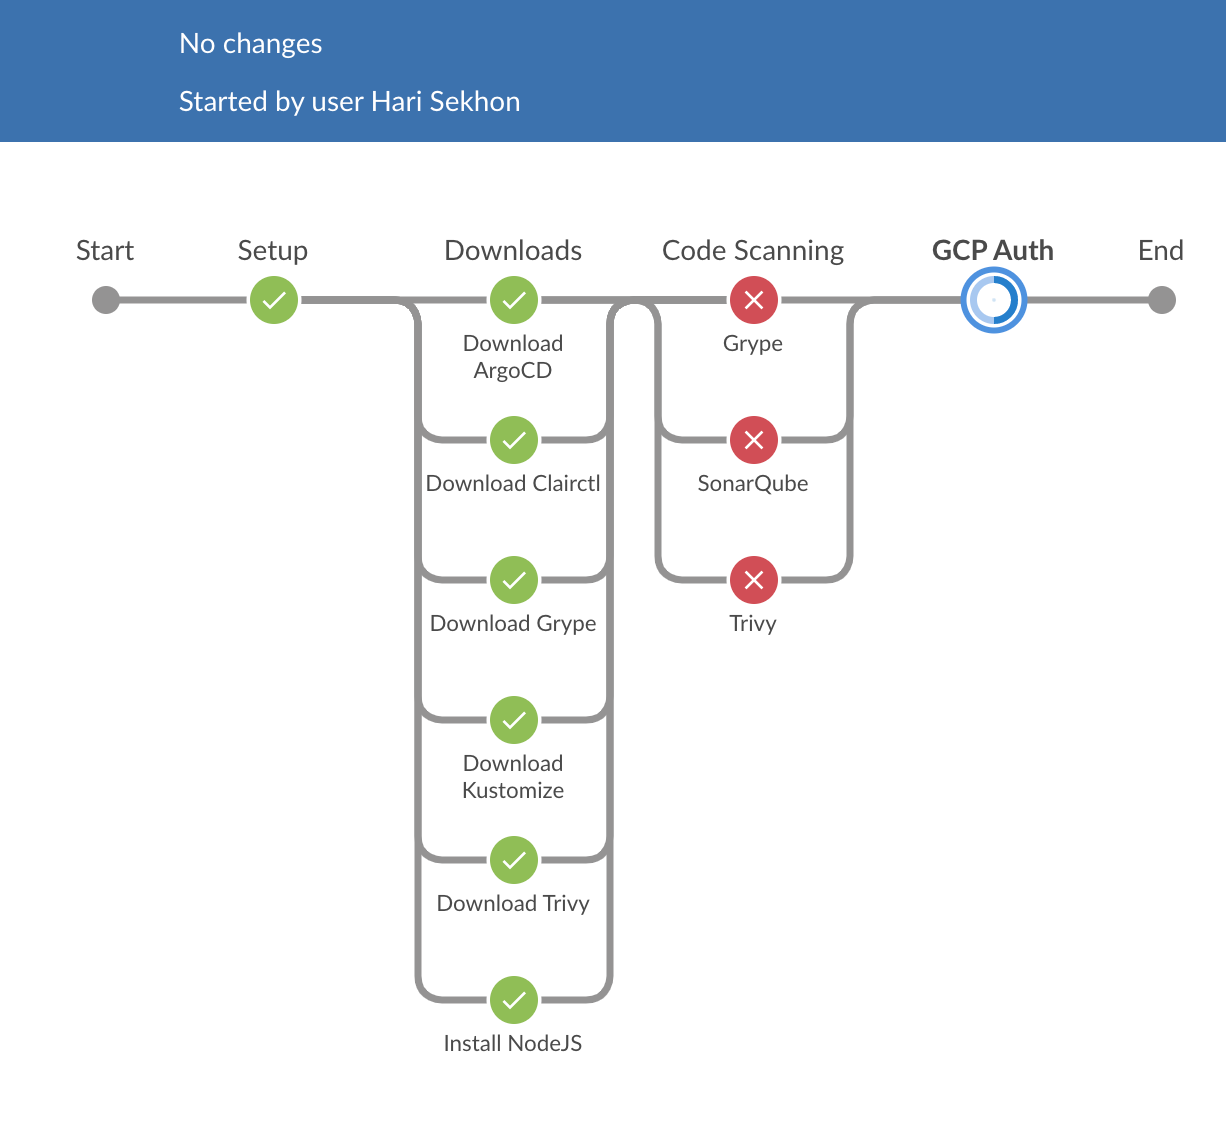 No changes
Started by user Hari Sekhon
Start
Setup
Downloads
Code Scanning
GCP Auth
End
Download
ArgoCD
Grype
Download Clairctl
SonarQube
Download Grype
Trivy
Download
Kustomize
Download Trivy
Install NodeJS